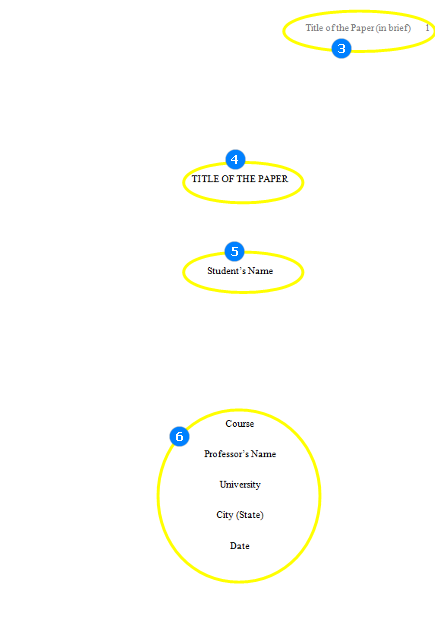 Title of the Paper (in brief) 1
3
4
TITLE OF THE PAPER
5
Student's Name
Course
6
Professor's Name
University
City (State)
Date